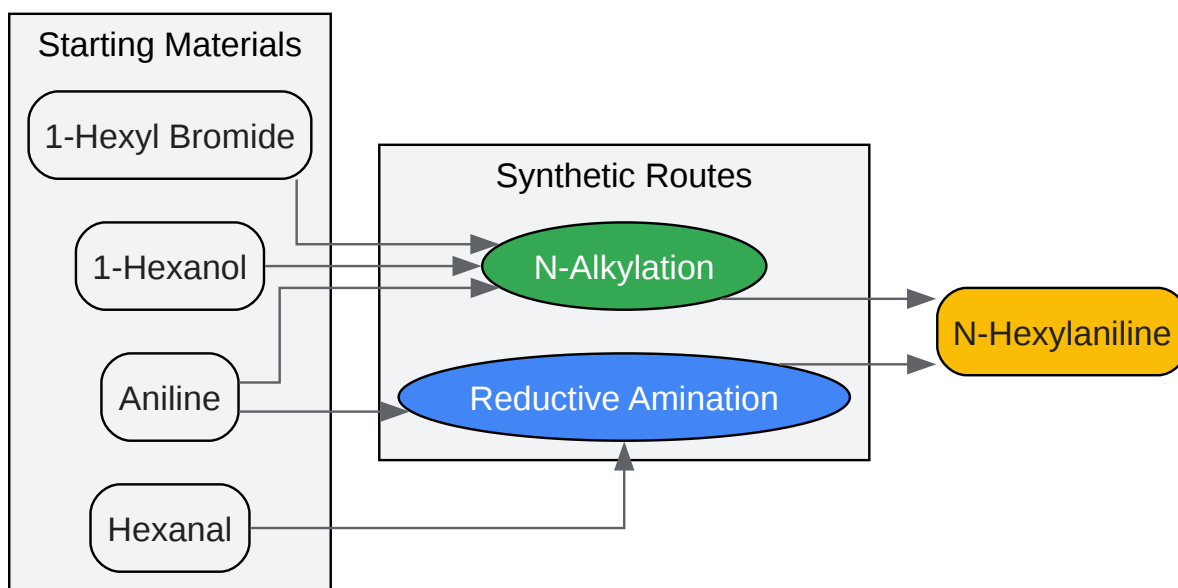 Starting Materials
1-Hexyl Bromide
1-Hexanol
Aniline
Hexanal
Synthetic Routes
N-Alkylation
Reductive Amination
N-Hexylaniline